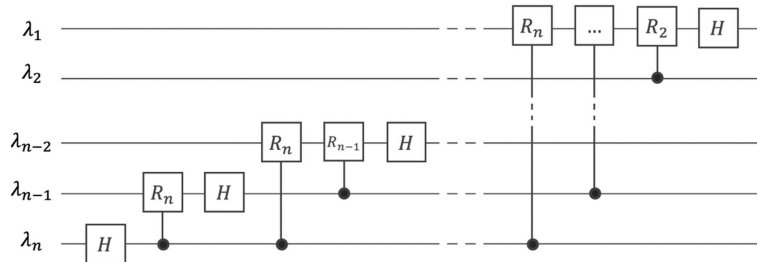 λ₁ Rₙ ... R₂ H
λ₂
λₙ₋₂ Rₙ Rₙ₋₁ H
λₙ₋₁ Rₙ H
λₙ H